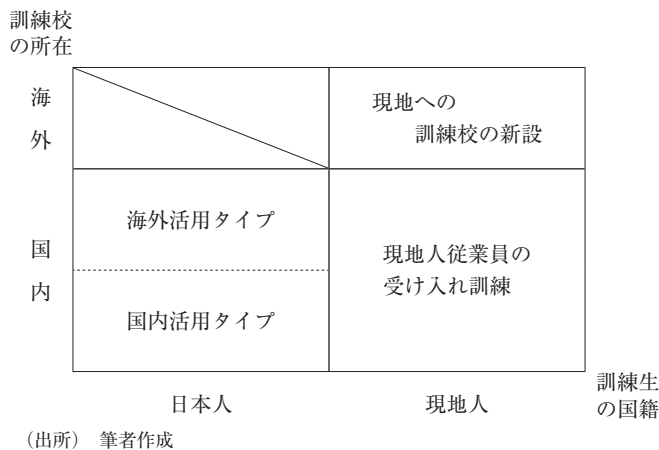 訓練校
の所在
海外
現地への
訓練校の新設
国内
海外活用タイプ
国内活用タイプ
現地人従業員の
受け入れ訓練
日本人
現地人
訓練生
の国籍
（出所） 筆者作成